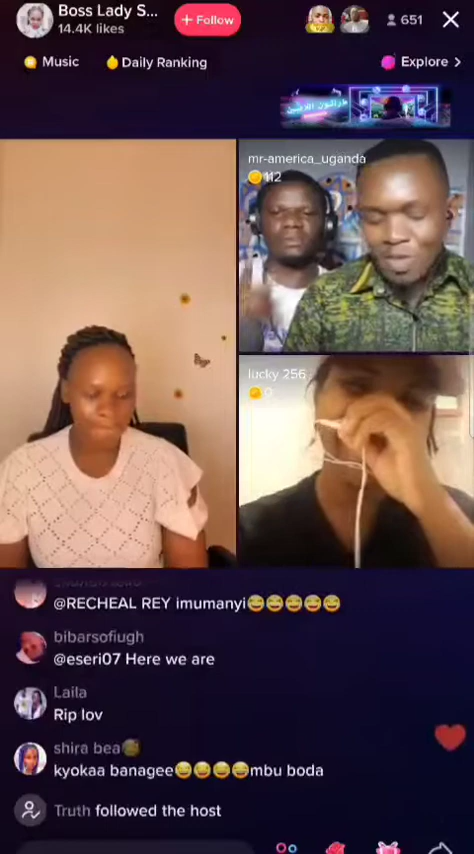 Boss Lady S...
14.4K likes
+ Follow
651
Music
Daily Ranking
Explore >
mr-america_uganda
112
lucky 256
0
@RECHEAL REY imumanyi😂😂😂😂😂
bibarsofiugh
@eseri07 Here we are
Laila
Rip lov
shira bea😅
kyokaa banagee😂😂😂😂mbu boda
Truth followed the host